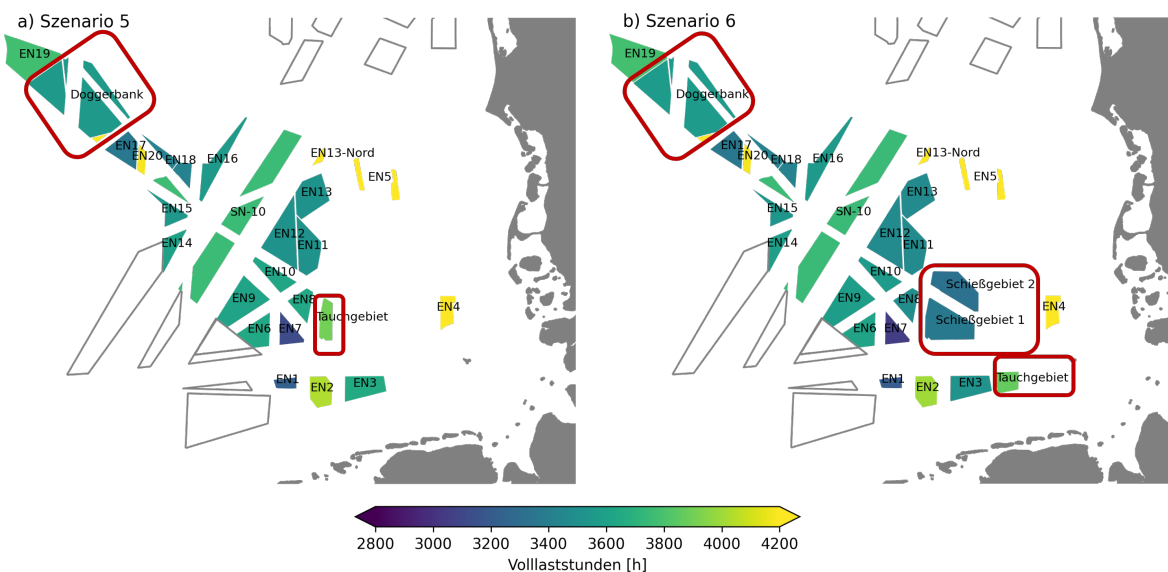 a) Szenario 5
EN19
Doggerbank
EN17
EN20
EN18
EN16
EN13-Nord
EN5
EN13
EN15
SN-10
EN14
EN12
EN11
EN10
EN9
EN8
EN6
EN7
Tauchgebiet
EN4
EN1
EN2
EN3
b) Szenario 6
EN19
Doggerbank
EN17
EN20
EN18
EN16
EN13-Nord
EN5
EN13
EN15
SN-10
EN14
EN12
EN11
EN10
EN9
EN8
Schießgebiet 2
Schießgebiet 1
EN6
EN7
EN4
EN1
EN2
EN3
Tauchgebiet
2800 3000 3200 3400 3600 3800 4000 4200
Volllaststunden [h]